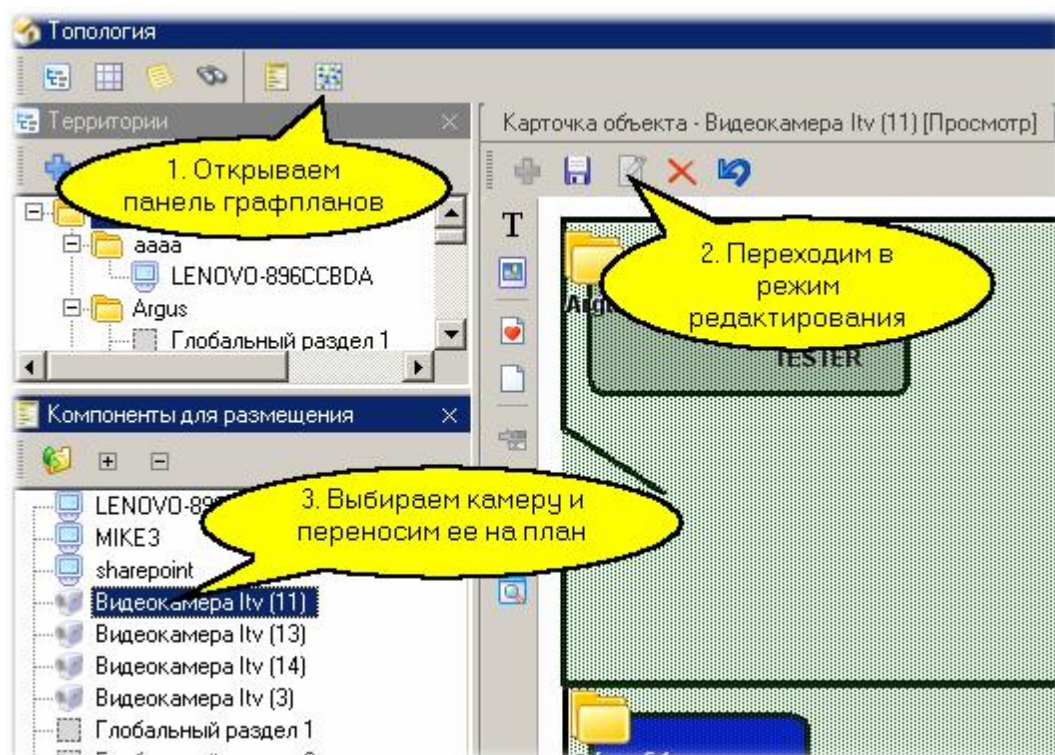 Топология
Территории
Карточка объекта - Видеокамера Itv (11) [Просмотр]
1. Открываем
панель графпланов
aaaa
LENOVO-896CCBDA
Argus
Глобальный раздел 1
T
2. Переходим в
режим
редактирования
TESTER
Компоненты для размещения
3. Выбираем камеру и
переносим ее на план
MIKE3
sharepoint
Видеокамера Itv (11)
Видеокамера Itv (13)
Видеокамера Itv (14)
Видеокамера Itv (3)
Глобальный раздел 1